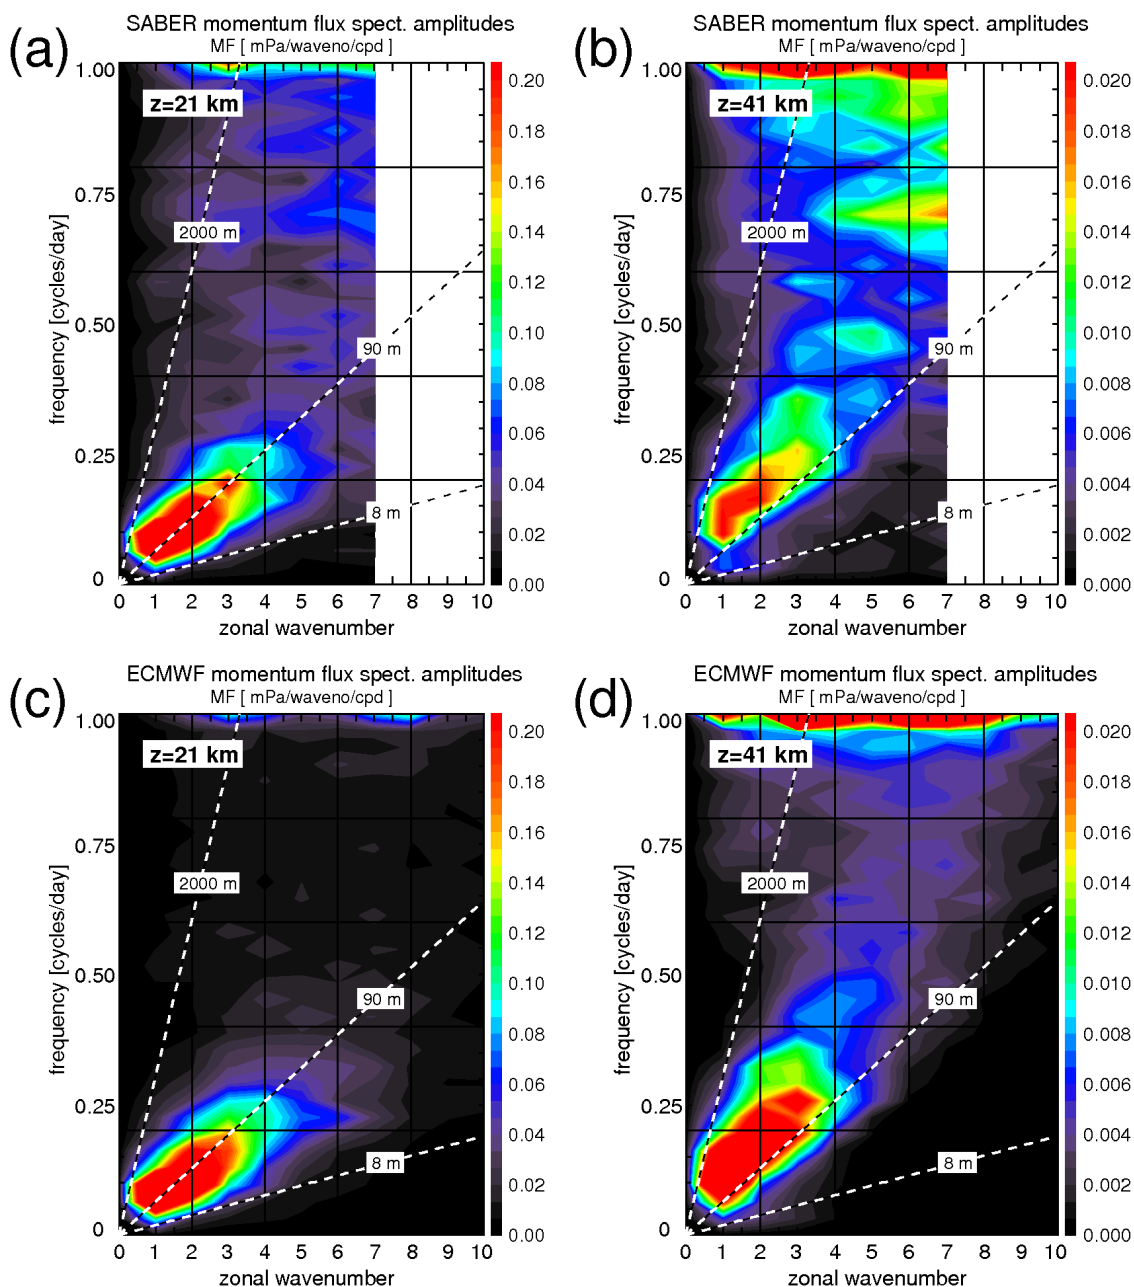 (a)
SABER momentum flux spect. amplitudes
MF [ mPa/waveno/cpd ]
z=21 km
frequency [cycles/day]
1.00
0.75
0.50
0.25
0
2000 m
90 m
8 m
0 1 2 3 4 5 6 7 8 9 10
zonal wavenumber
0.20
0.18
0.16
0.14
0.12
0.10
0.08
0.06
0.04
0.02
0.00
(b)
SABER momentum flux spect. amplitudes
MF [ mPa/waveno/cpd ]
z=41 km
frequency [cycles/day]
1.00
0.75
0.50
0.25
0
2000 m
90 m
8 m
0 1 2 3 4 5 6 7 8 9 10
zonal wavenumber
0.020
0.018
0.016
0.014
0.012
0.010
0.008
0.006
0.004
0.002
0.000
(c)
ECMWF momentum flux spect. amplitudes
MF [ mPa/waveno/cpd ]
z=21 km
frequency [cycles/day]
1.00
0.75
0.50
0.25
0
2000 m
90 m
8 m
0 1 2 3 4 5 6 7 8 9 10
zonal wavenumber
0.20
0.18
0.16
0.14
0.12
0.10
0.08
0.06
0.04
0.02
0.00
(d)
ECMWF momentum flux spect. amplitudes
MF [ mPa/waveno/cpd ]
z=41 km
frequency [cycles/day]
1.00
0.75
0.50
0.25
0
2000 m
90 m
8 m
0 1 2 3 4 5 6 7 8 9 10
zonal wavenumber
0.020
0.018
0.016
0.014
0.012
0.010
0.008
0.006
0.004
0.002
0.000